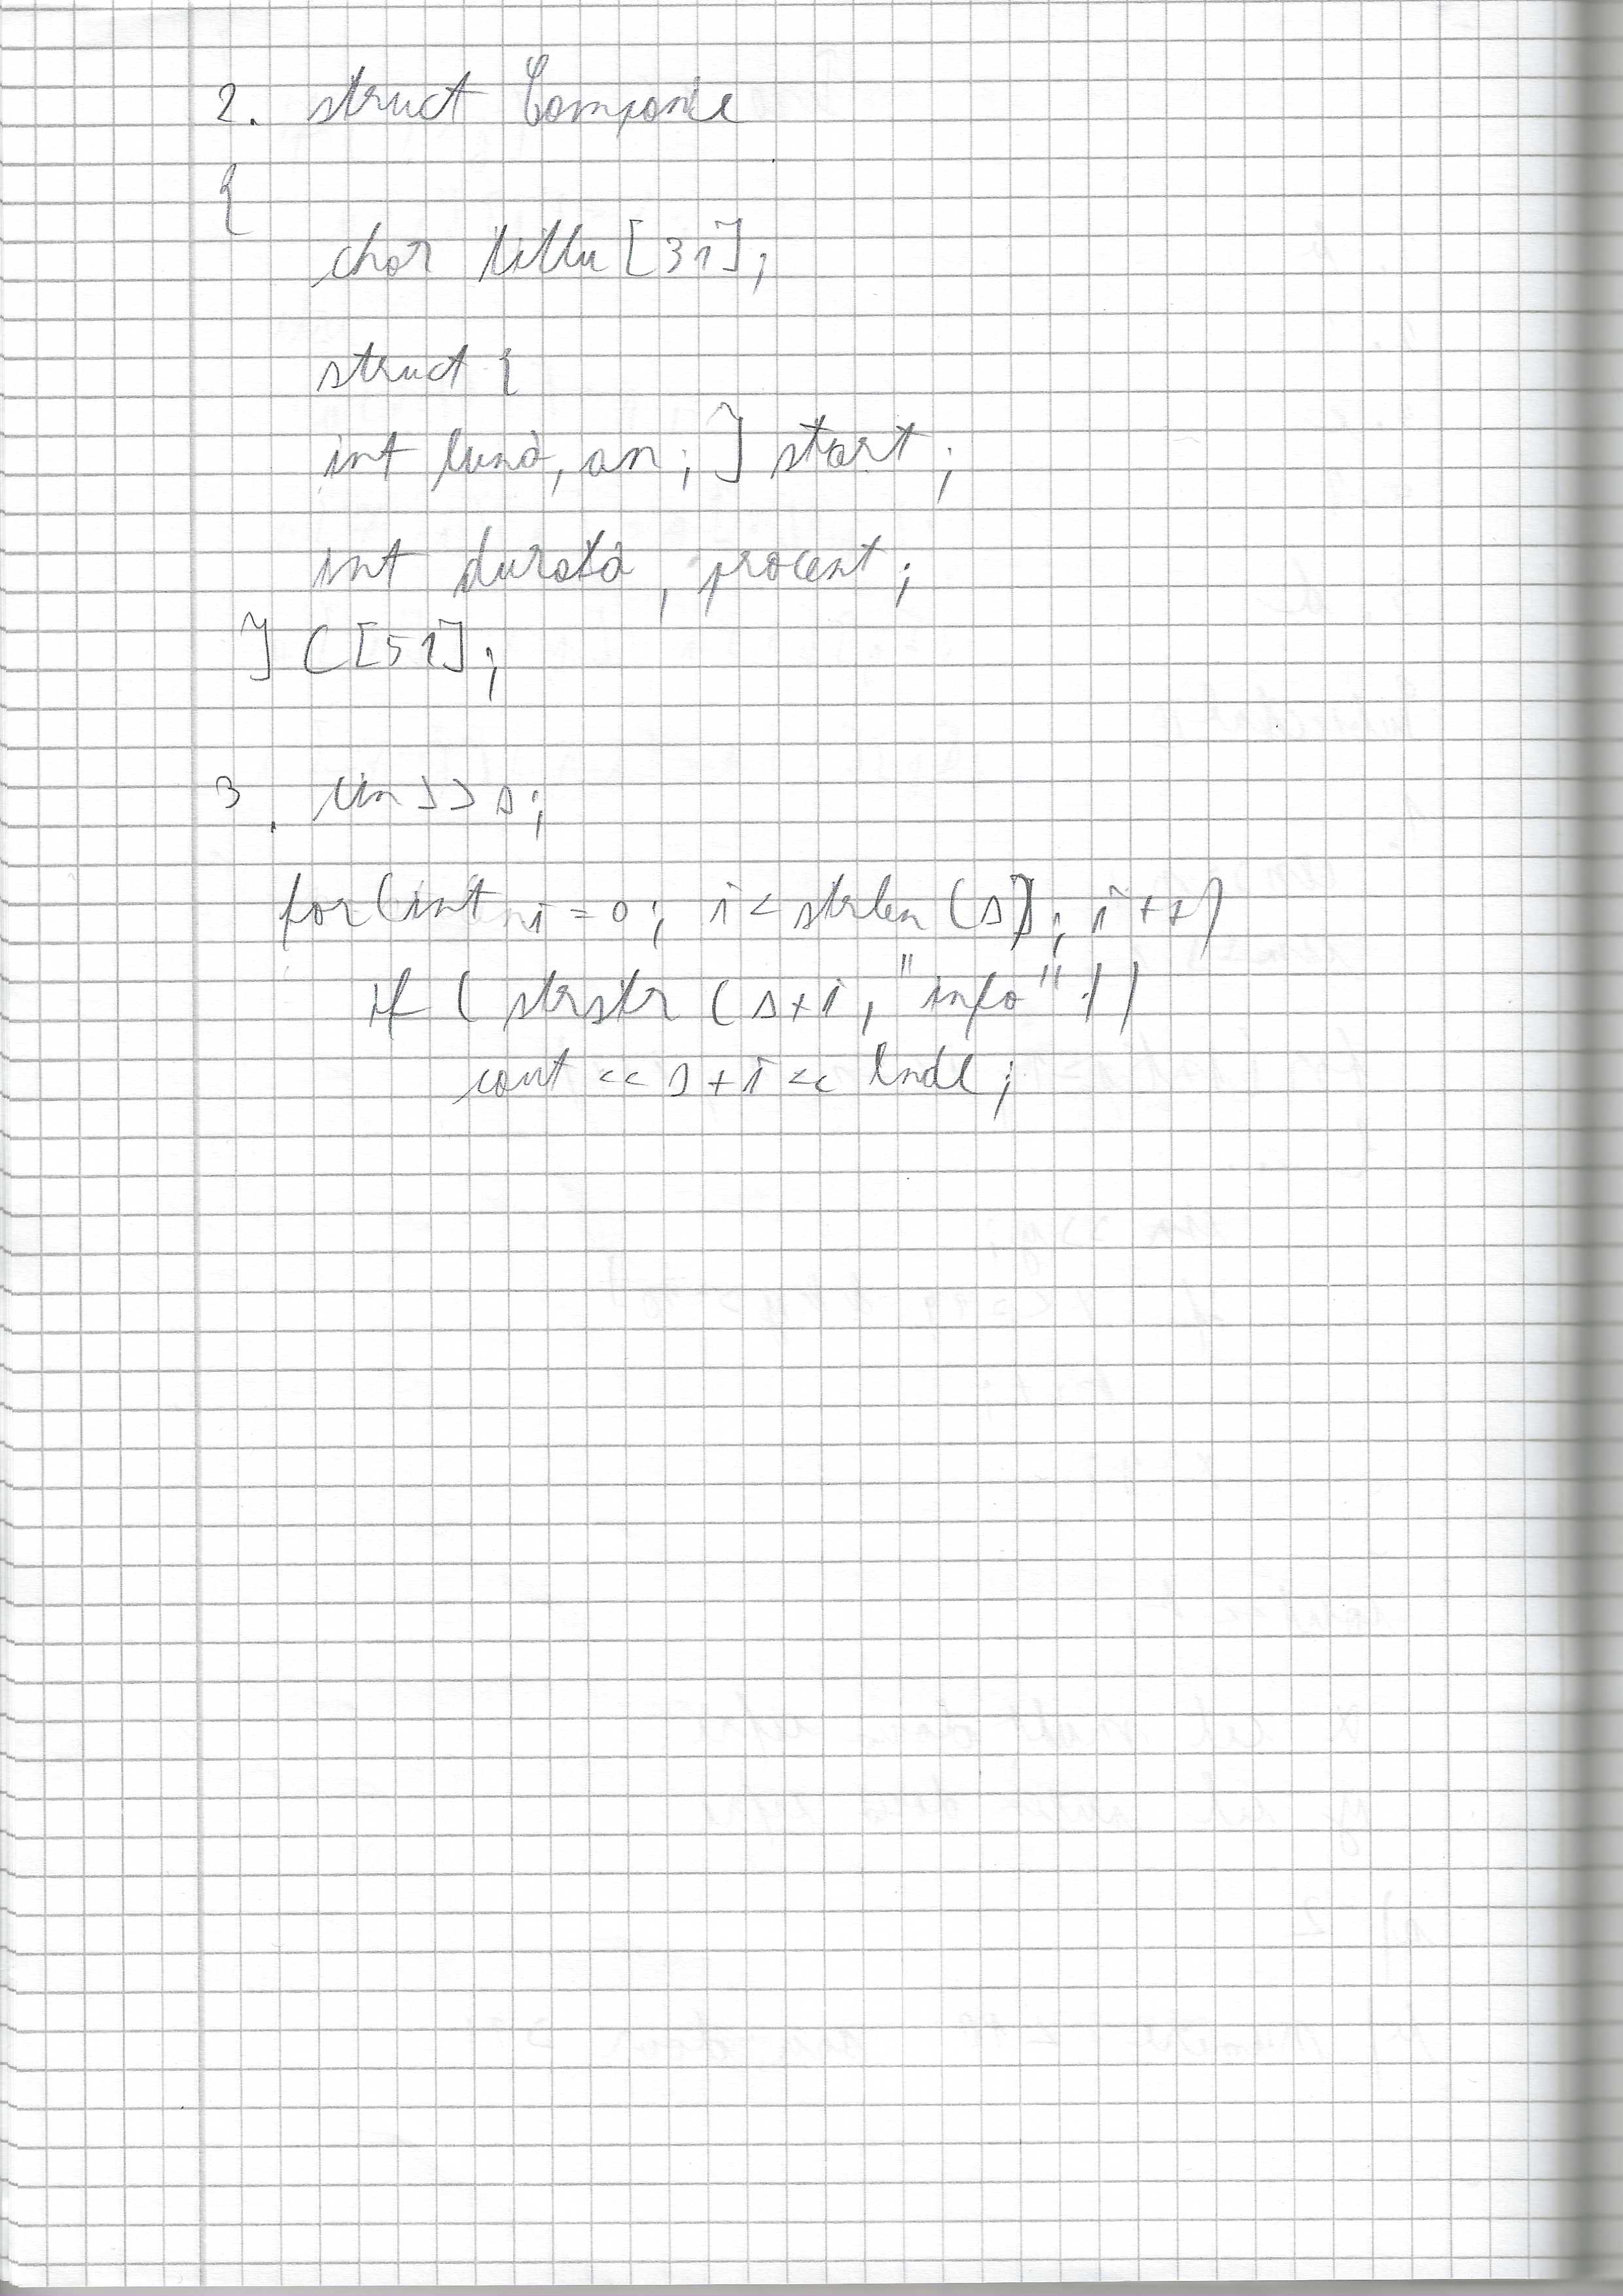 2. struct Companie
{
char titlu [31];
struct {
int luna, an; } start;
int durata, procent;
} C[51];
3. cin >> s;
for (int i = 0; i < strlen (s); i++)
if ( strstr ( s+i, "info" ))
cout << s + i << endl;